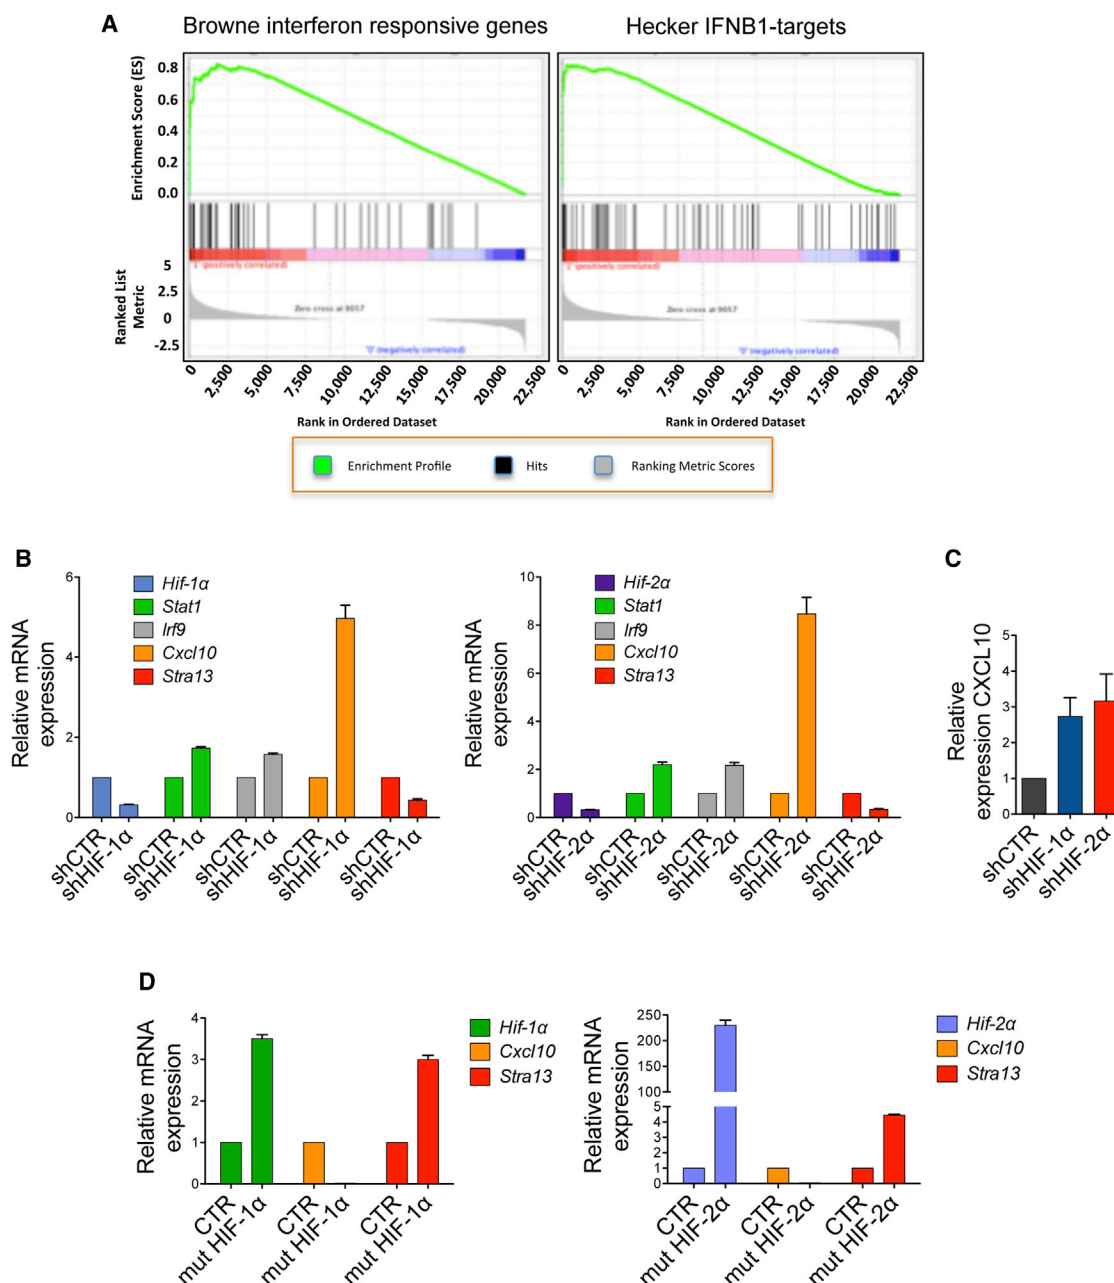 A
Browne interferon responsive genes
Hecker IFNB1-targets
Enrichment Score (ES)
0.8
0.6
0.4
0.2
0.0
(positively correlated)
(positively correlated)
Ranked List
Metric
5
2.5
0
-2.5
Zero cross at 9057
Zero cross at 9057
(negatively correlated)
(negatively correlated)
0 2,500 5,000 7,500 10,000 12,500 15,000 17,500 20,000 22,500
0 2,500 5,000 7,500 10,000 12,500 15,000 17,500 20,000 22,500
Rank in Ordered Dataset
Rank in Ordered Dataset
Enrichment Profile Hits Ranking Metric Scores
B
Relative mRNA
expression
6
4
2
0
Hif-1α
Stat1
Irf9
Cxcl10
Stra13
shCTR shHIF-1α shCTR shHIF-1α shCTR shHIF-1α shCTR shHIF-1α shCTR shHIF-1α
Relative mRNA
expression
10
8
6
4
2
0
Hif-2α
Stat1
Irf9
Cxcl10
Stra13
shCTR shHIF-2α shCTR shHIF-2α shCTR shHIF-2α shCTR shHIF-2α shCTR shHIF-2α
C
Relative
expression CXCL10
5
4
3
2
1
0
shCTR
shHIF-1α
shHIF-2α
D
Relative mRNA
expression
4
3
2
1
0
Hif-1α
Cxcl10
Stra13
CTR mut HIF-1α CTR mut HIF-1α CTR mut HIF-1α
Relative mRNA
expression
250
200
150
100
5
4
3
2
1
0
Hif-2α
Cxcl10
Stra13
CTR mut HIF-2α CTR mut HIF-2α CTR mut HIF-2α